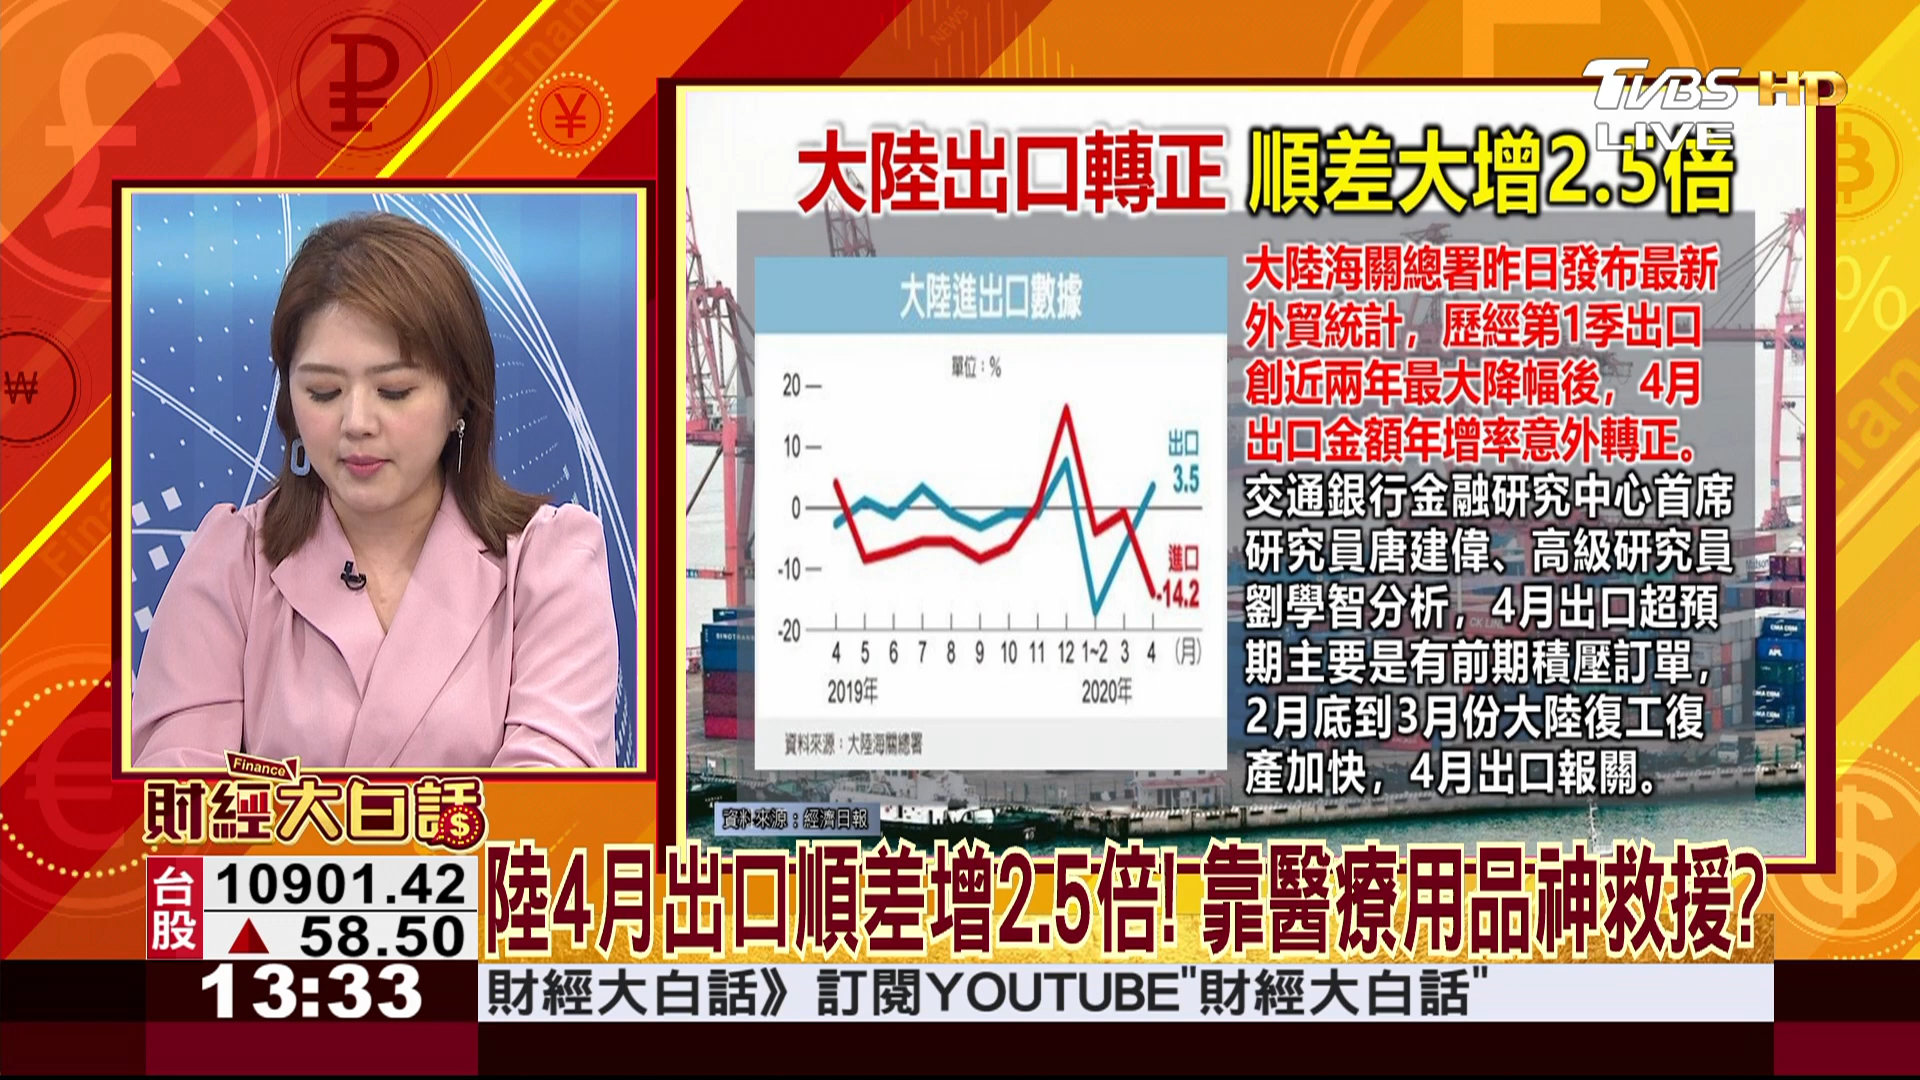 TVBS HD
LIVE
大陸出口轉正 順差大增2.5倍
大陸進出口數據
單位：%
20
10
0
-10
-20
出口
3.5
進口
-14.2
4 5 6 7 8 9 10 11 12 1~2 3 4 (月)
2019年 2020年
資料來源：大陸海關總署
大陸海關總署昨日發布最新
外貿統計，歷經第1季出口
創近兩年最大降幅後，4月
出口金額年增率意外轉正。
交通銀行金融研究中心首席
研究員唐建偉、高級研究員
劉學智分析，4月出口超預
期主要是有前期積壓訂單，
2月底到3月份大陸復工復
產加快，4月出口報關。
資料來源：經濟日報
Finance
財經大白話
台股
10901.42
▲ 58.50
13:33
陸4月出口順差增2.5倍! 靠醫療用品神救援?
財經大白話》訂閱YOUTUBE"財經大白話"